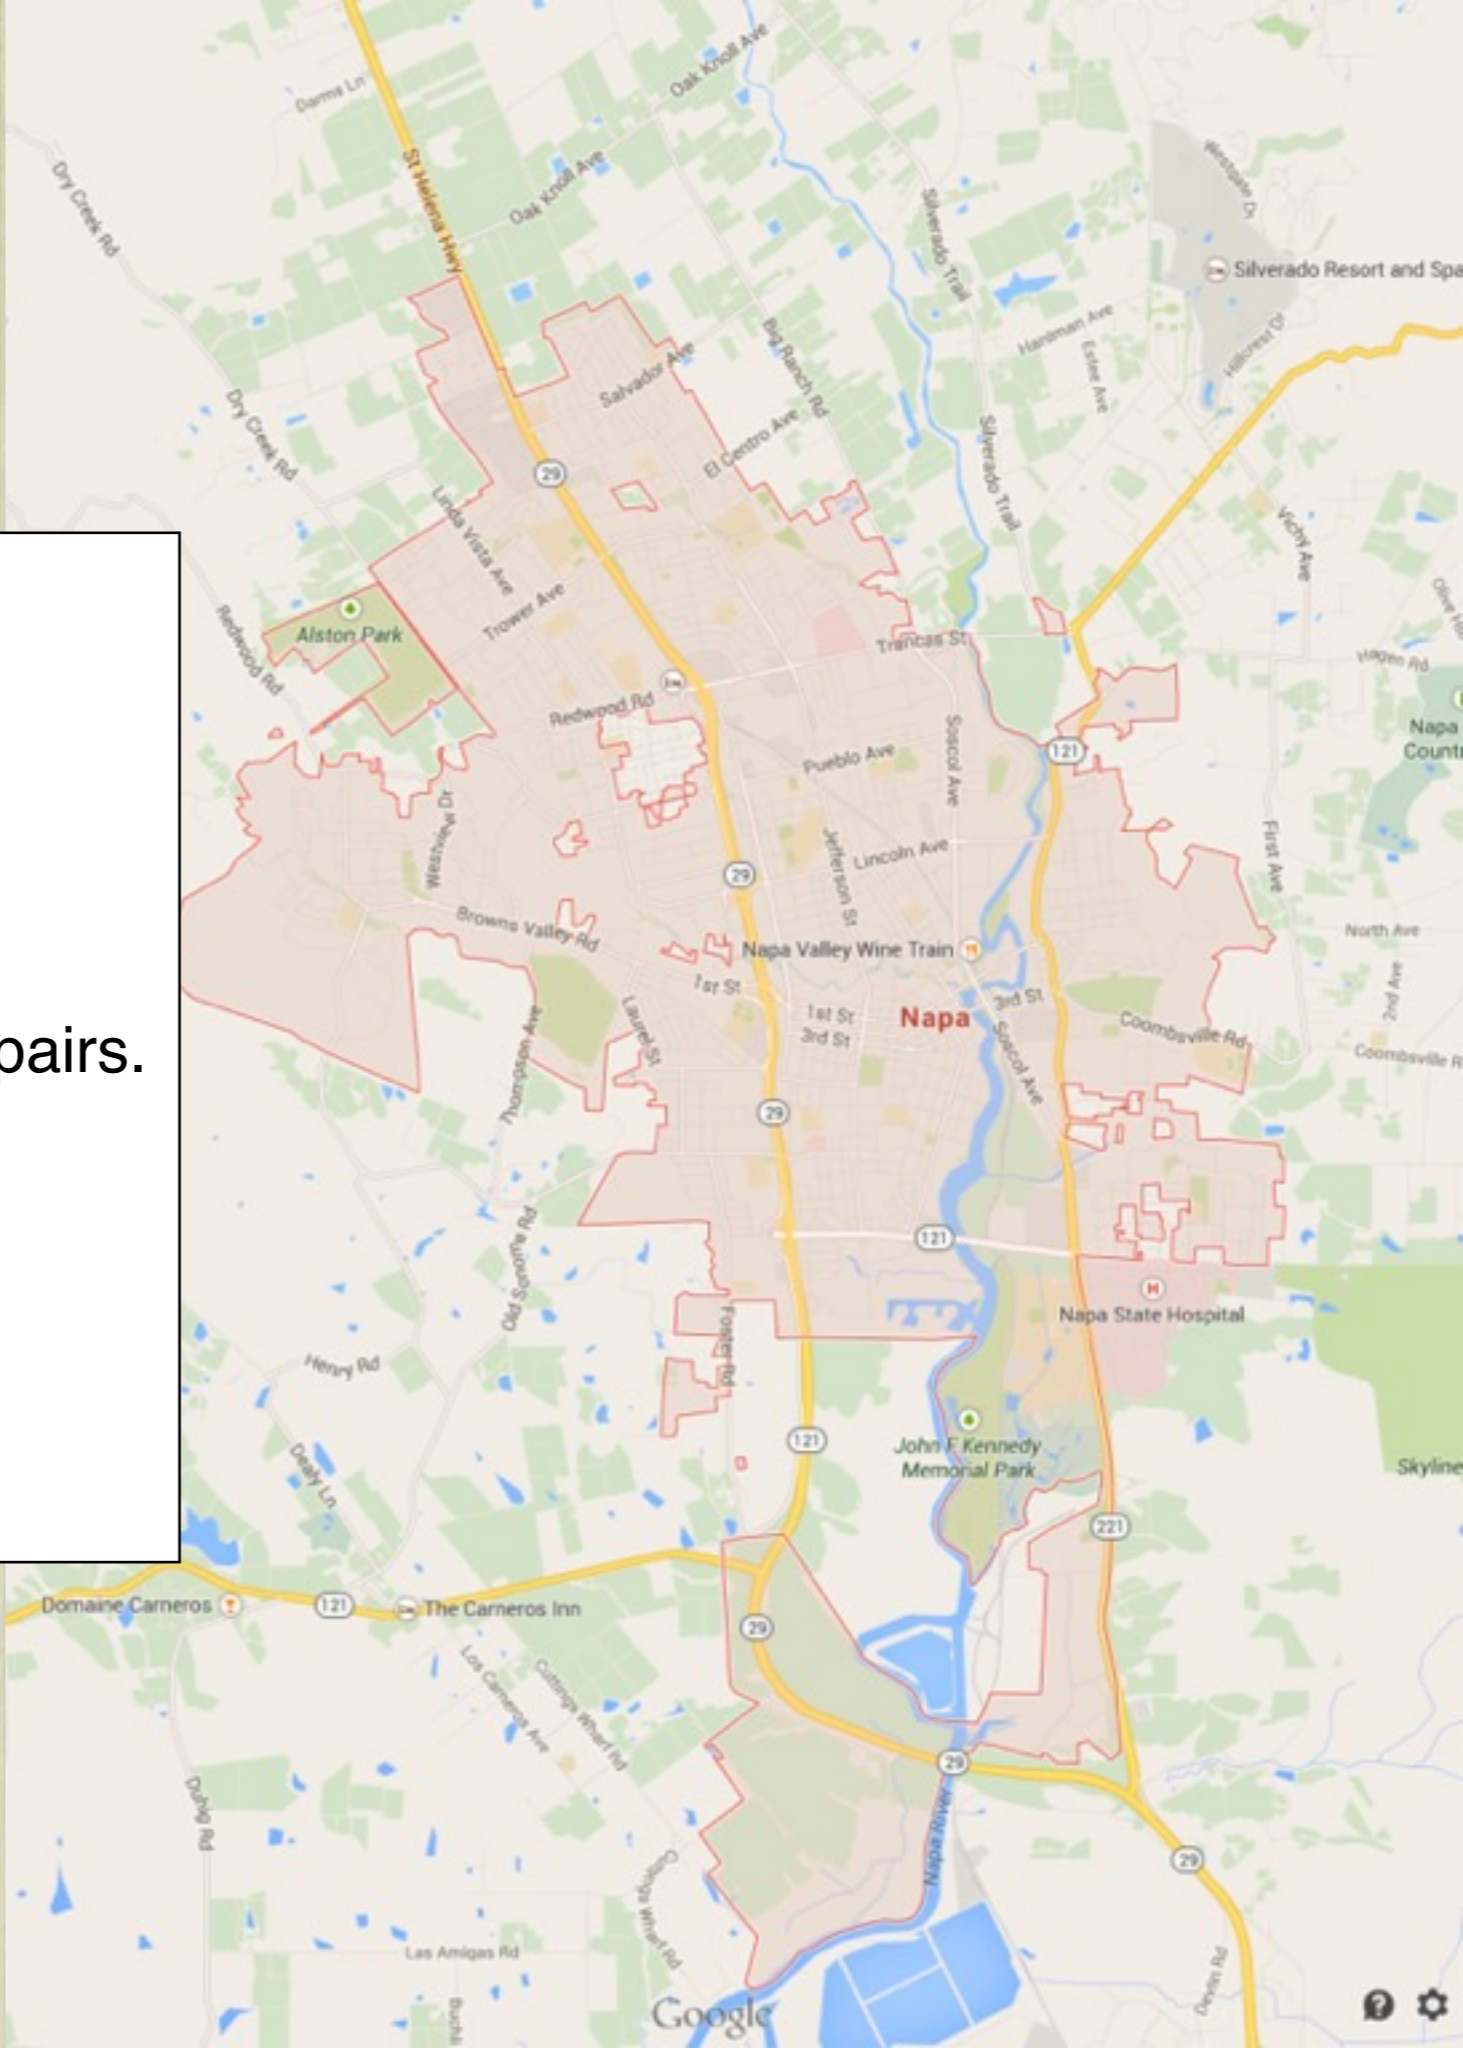 Oak Knoll Ave
Darms Ln
St Helena Hwy
Oak Knoll Ave
Westgate Dr
Dry Creek Rd
Silverado Trail
Silverado Resort and Spa
Hardman Ave
Estee Ave
Hillcrest Dr
Big Ranch Rd
Salvador Ave
Dry Creek Rd
El Centro Ave
Silverado Trail
29
Linda Vista Ave
Vichy Ave
Trower Ave
Alston Park
Redwood Rd
Trancas St
Hagen Rd
Redwood Rd
Napa
Count
Soscol Ave
Pueblo Ave
121
Westview Dr
Jefferson St
Lincoln Ave
First Ave
29
Browns Valley Rd
Napa Valley Wine Train
North Ave
1st St
2nd Ave
3rd St
1st St
Napa
3rd St
Laurel St
Thompson Ave
Soscol Ave
Coombsville Rd
Coombsville R
pairs.
29
121
Old Sonoma Rd
Napa State Hospital
Foster Rd
Henry Rd
121
John F Kennedy
Memorial Park
Skyline
Dealy Ln
221
Domaine Carneros
121
The Carneros Inn
29
Los Carneros Ave
Cuttings Wharf Rd
29
Duhig Rd
Napa River
29
Cuttings Wharf Rd
Las Amigas Rd
Devlin Rd
Buchli
Google